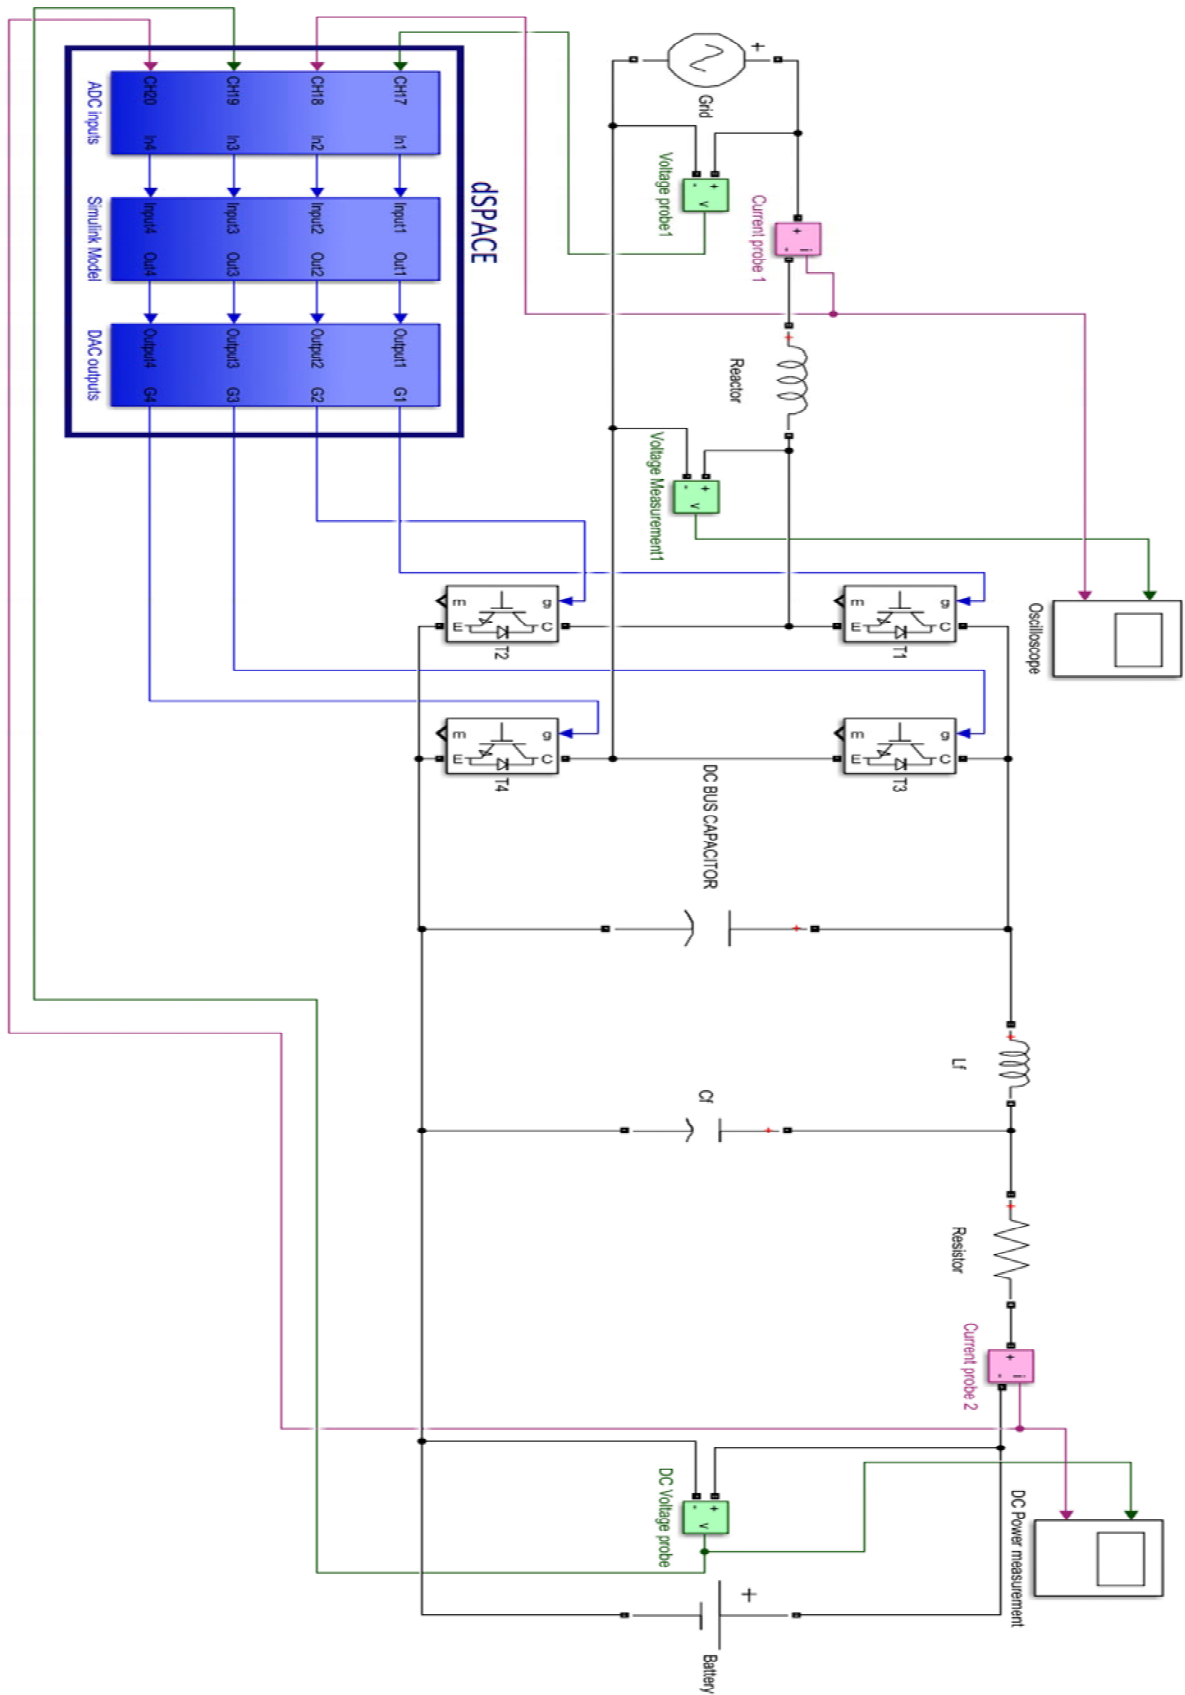 Oscilloscope
DC Power measurement
Grid
+
Current probe 1
+
-
i
Reactor
Voltage probe1
+
-
v
Voltage Measurement1
+
-
v
T1
g
m
C
E
T3
g
m
C
E
T2
g
m
C
E
T4
g
m
C
E
DC BUS CAPACITOR
+
Lf
+
Cf
+
Resistor
+
Current probe 2
+
-
i
DC Voltage probe
+
-
v
+
Battery
+
dSPACE
CH17 In1 Input1 Out1 Output1 G1
CH18 In2 Input2 Out2 Output2 G2
CH19 In3 Input3 Out3 Output3 G3
CH20 In4 Input4 Out4 Output4 G4
ADC inputs
Simulink Model
DAC outputs